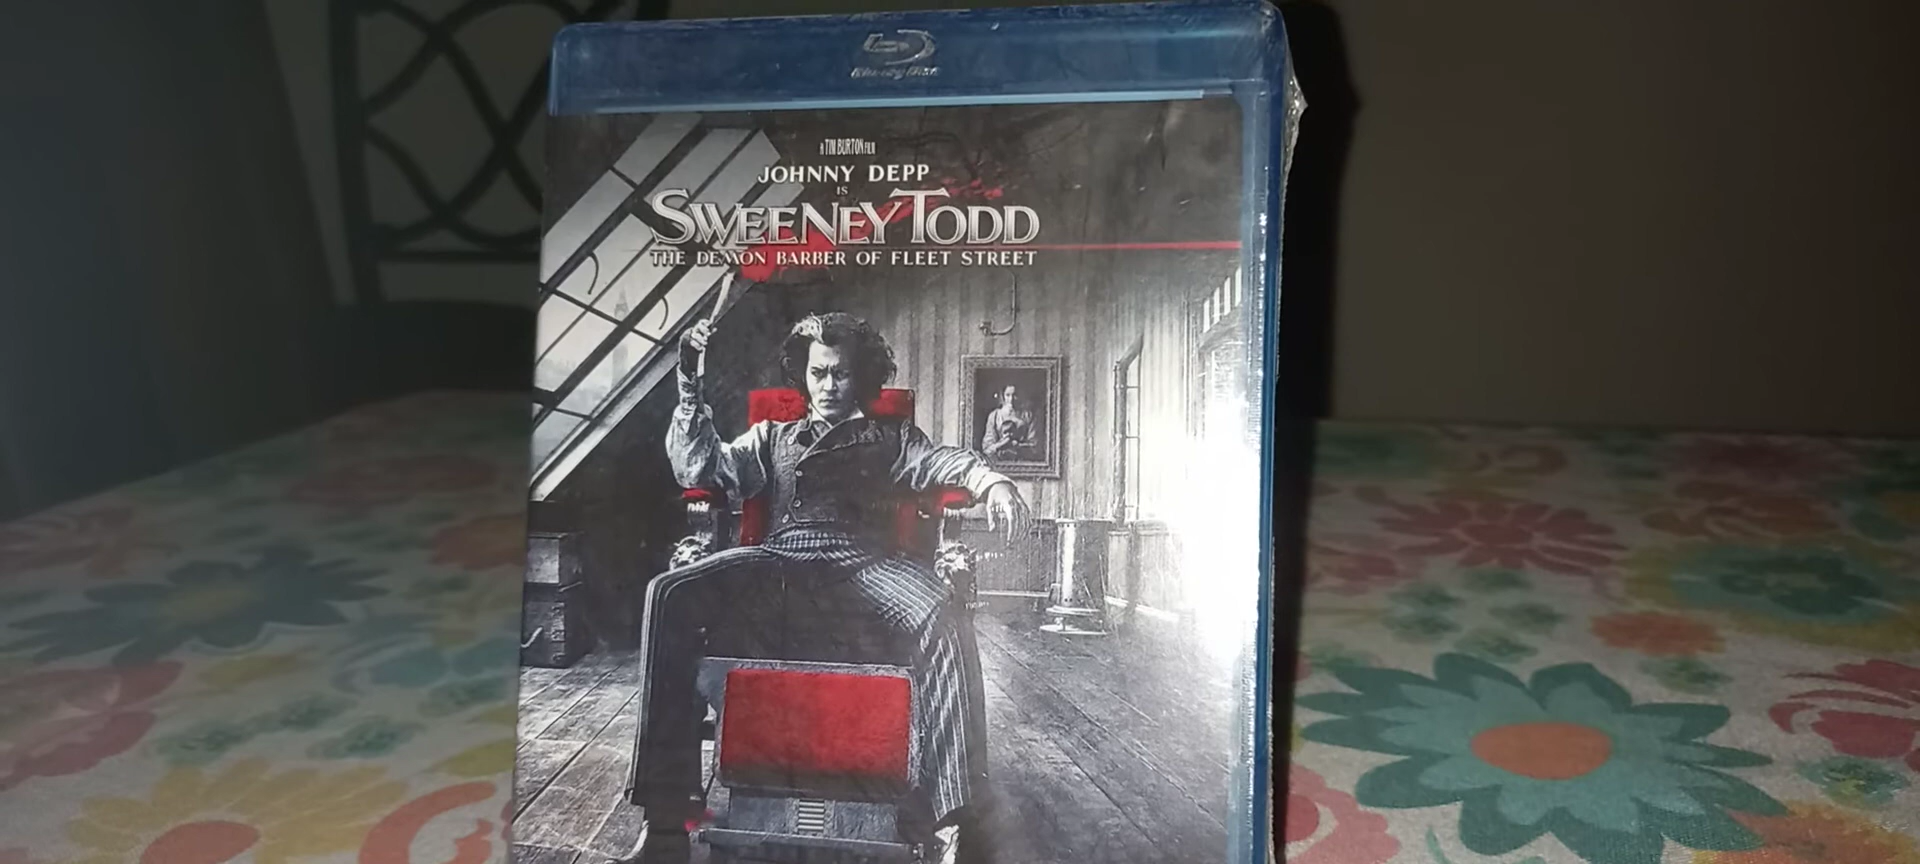 Blu-ray Disc
A TIM BURTON FILM
JOHNNY DEPP
IS
SWEENEY TODD
THE DEMON BARBER OF FLEET STREET